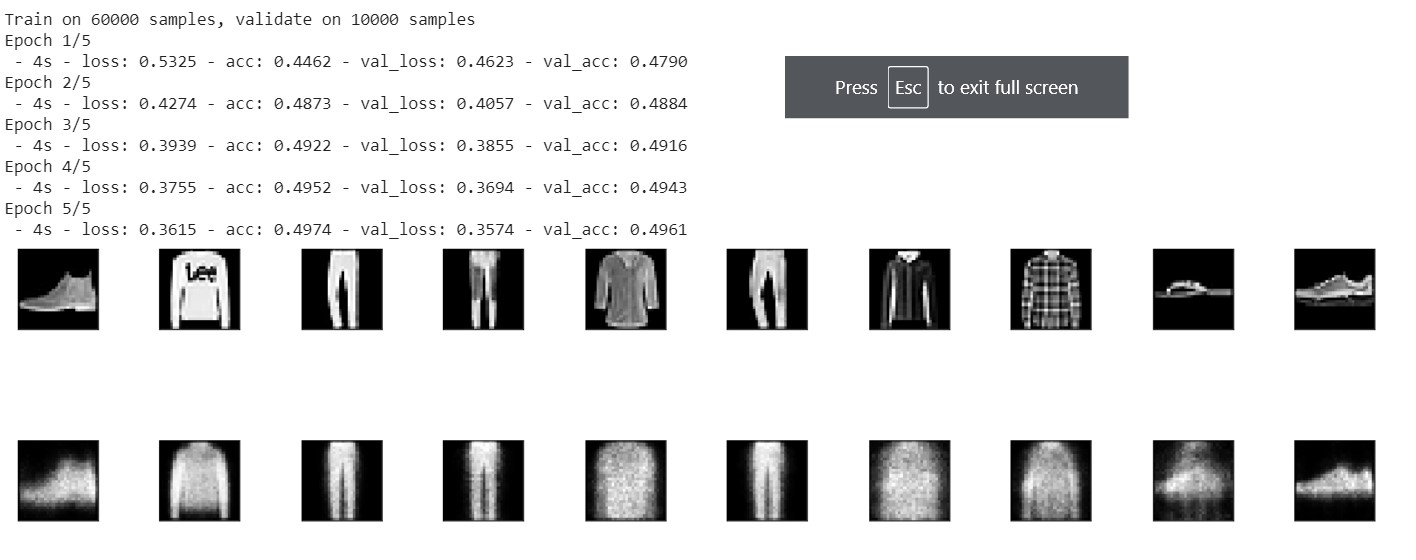 Train on 60000 samples, validate on 10000 samples
Epoch 1/5
- 4s - loss: 0.5325 - acc: 0.4462 - val_loss: 0.4623 - val_acc: 0.4790
Epoch 2/5
- 4s - loss: 0.4274 - acc: 0.4873 - val_loss: 0.4057 - val_acc: 0.4884
Epoch 3/5
- 4s - loss: 0.3939 - acc: 0.4922 - val_loss: 0.3855 - val_acc: 0.4916
Epoch 4/5
- 4s - loss: 0.3755 - acc: 0.4952 - val_loss: 0.3694 - val_acc: 0.4943
Epoch 5/5
- 4s - loss: 0.3615 - acc: 0.4974 - val_loss: 0.3574 - val_acc: 0.4961
Press Esc to exit full screen
Lee